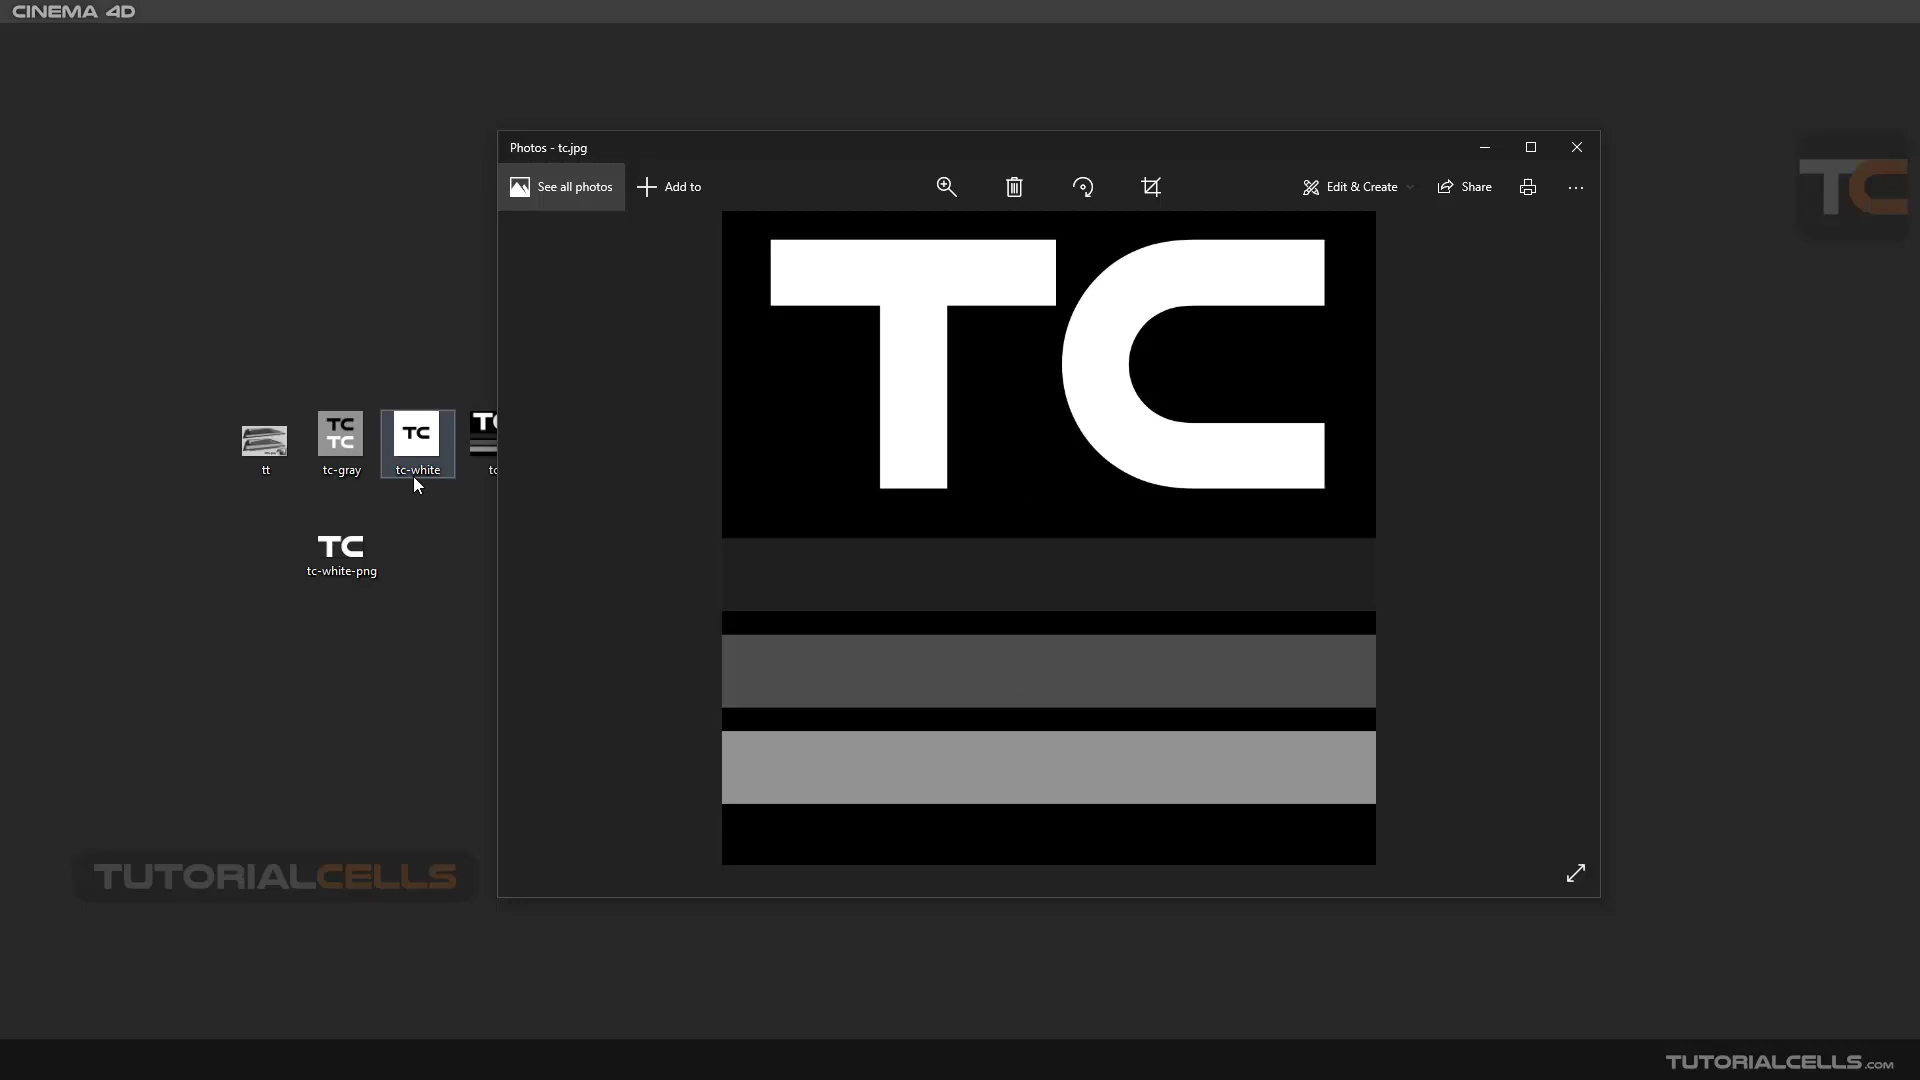 CINEMA 4D
Photos - tc.jpg
See all photos
Add to
Edit & Create
Share
TC
TC
TC
TC
TC
TC
tt
tc-gray
tc-white
TC
tc-white-png
TUTORIALCELLS
TUTORIALCELLS.COM